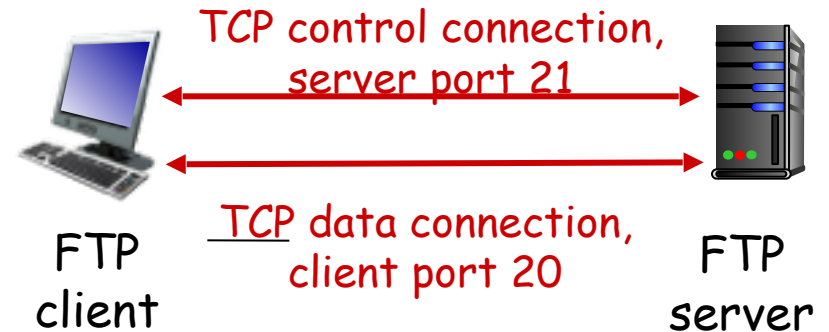 TCP control connection,
server port 21
TCP data connection,
client port 20
FTP
client
FTP
server